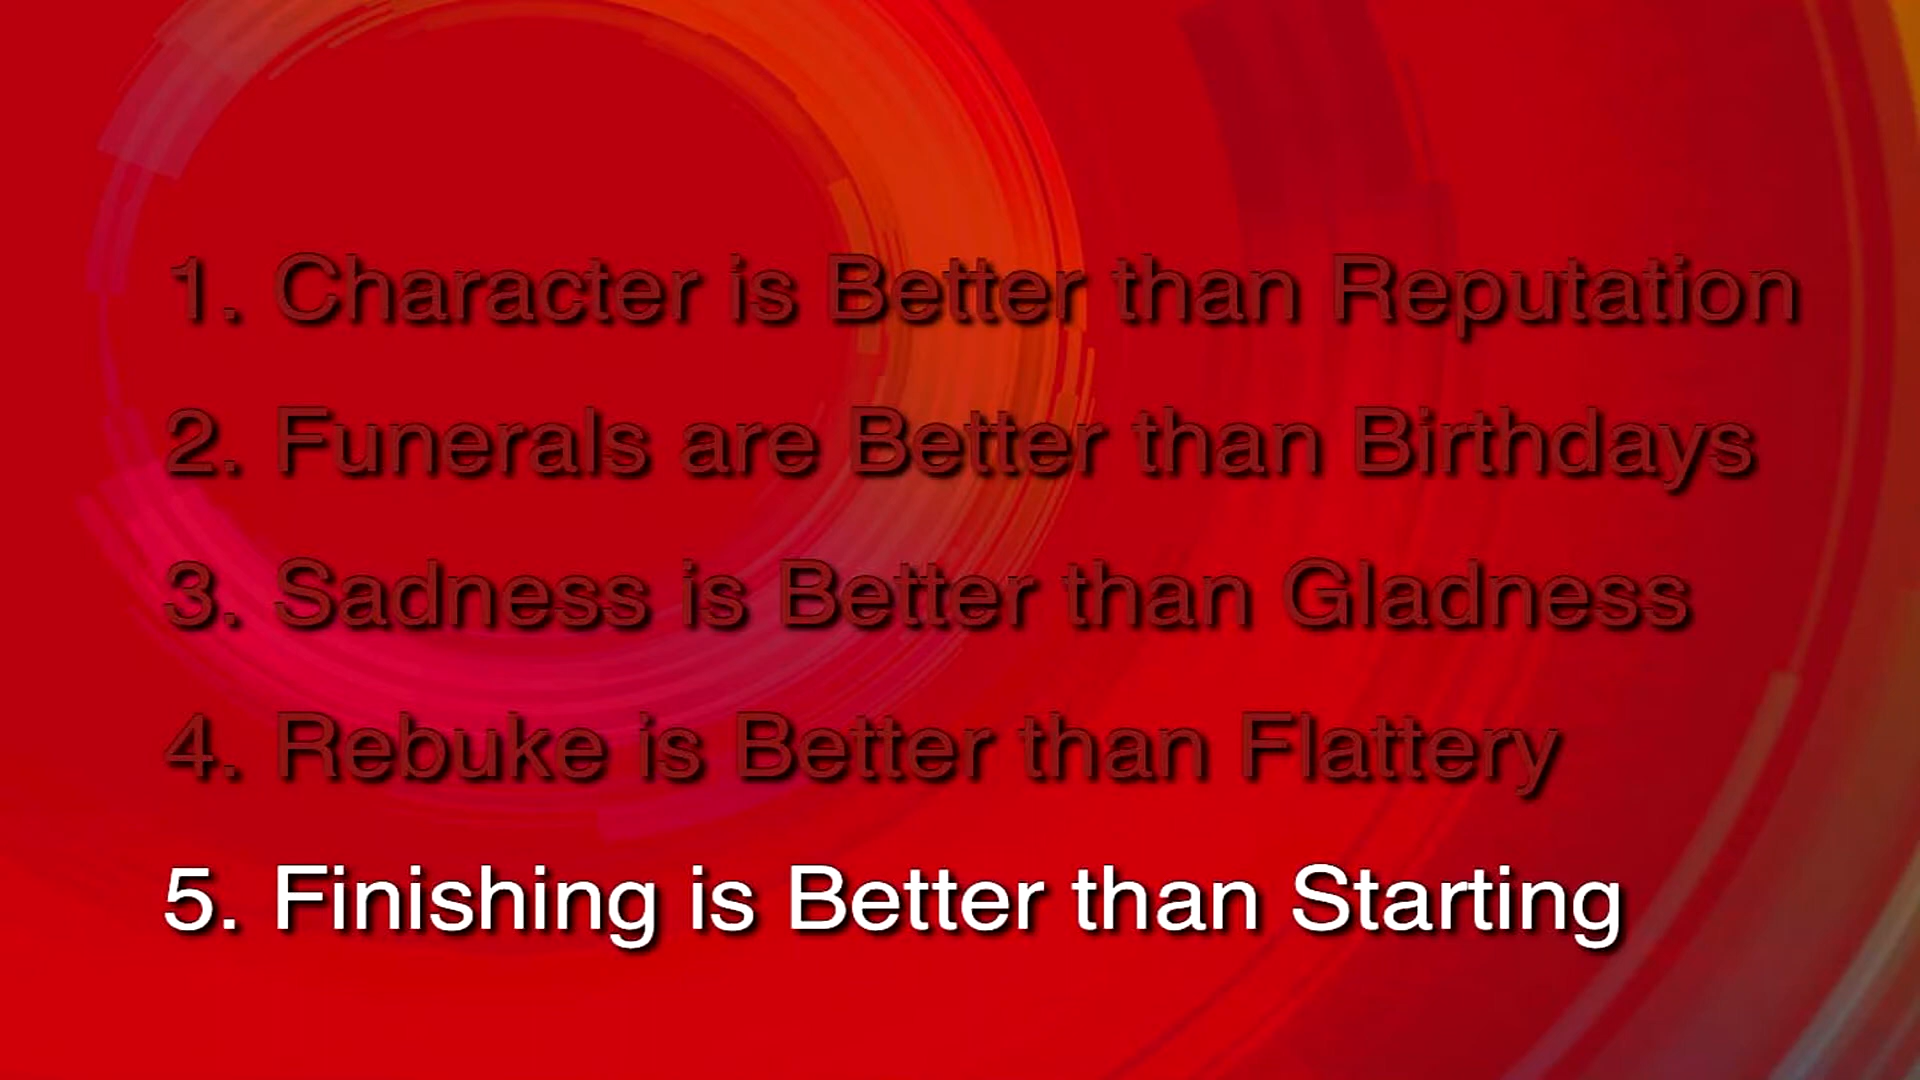 1. Character is Better than Reputation
2. Funerals are Better than Birthdays
3. Sadness is Better than Gladness
4. Rebuke is Better than Flattery
5. Finishing is Better than Starting